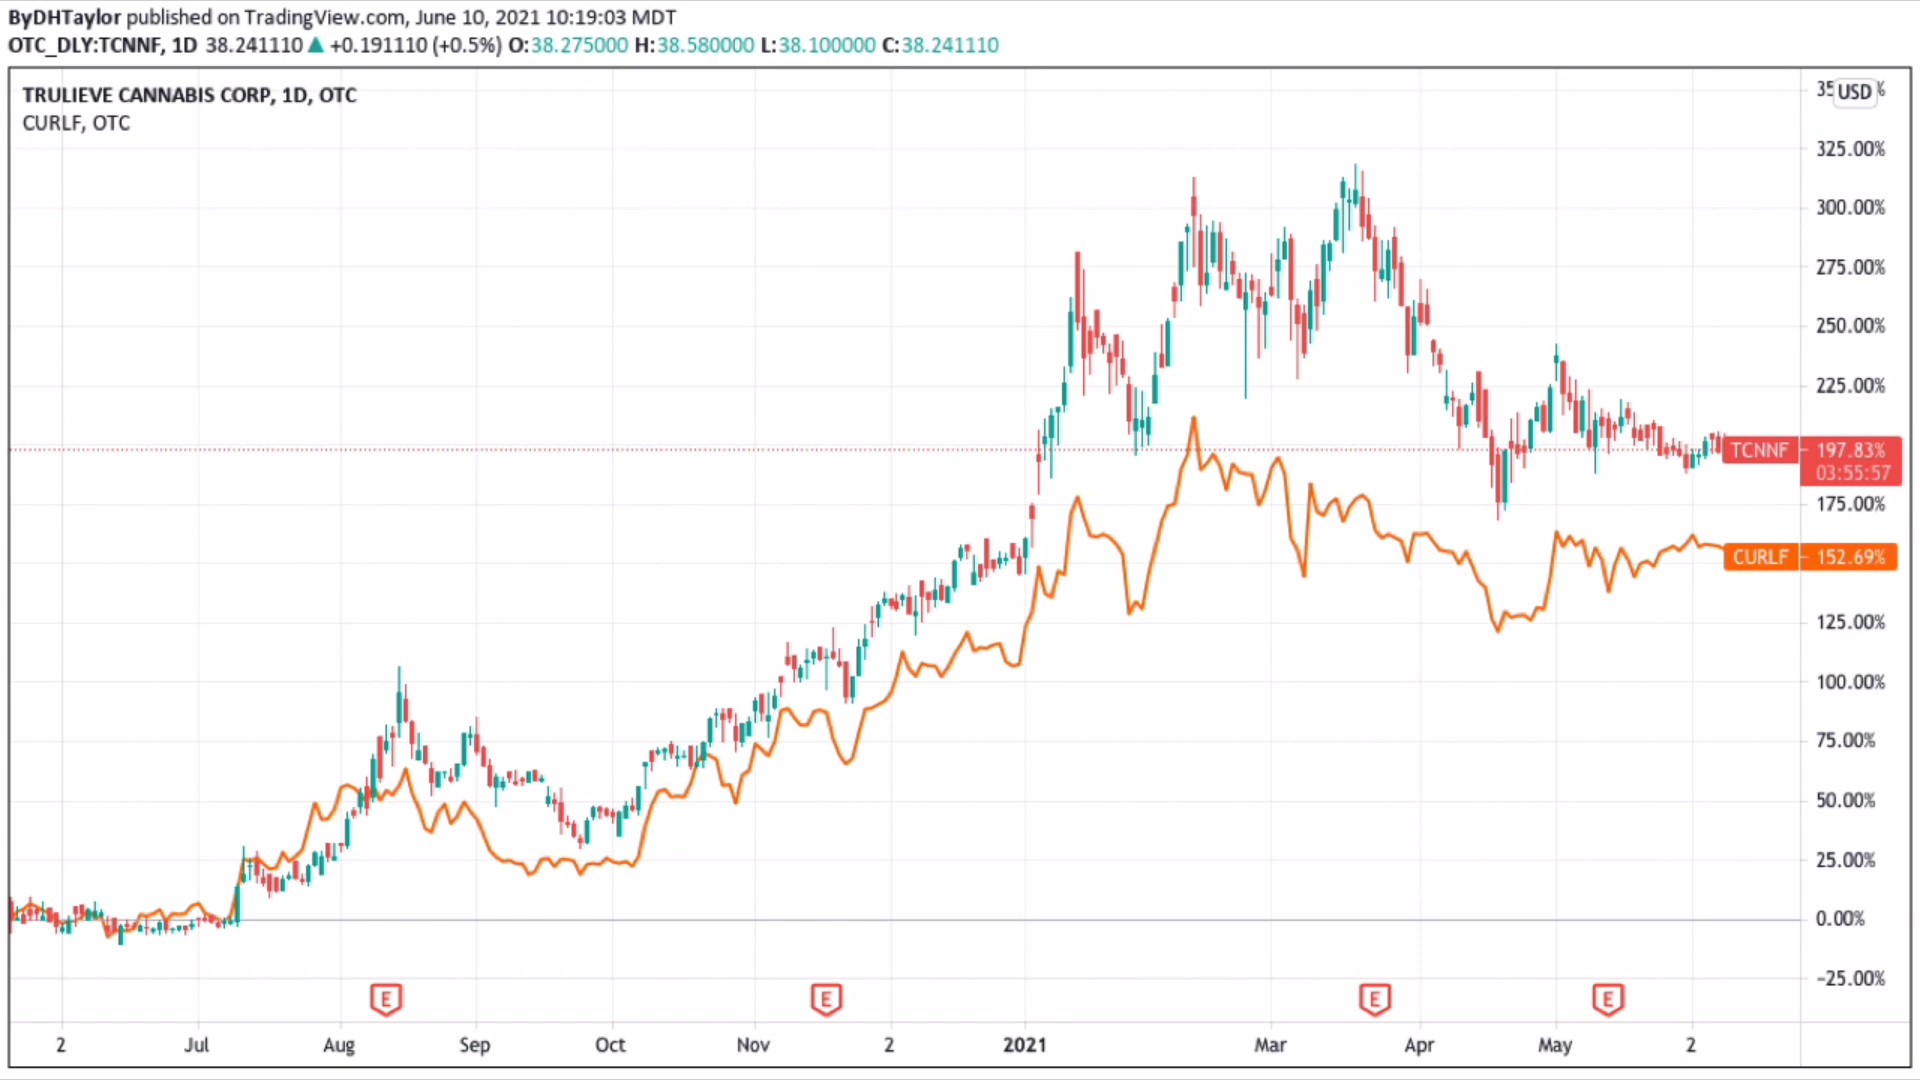 ByDHTaylor published on TradingView.com, June 10, 2021 10:19:03 MDT
OTC_DLY:TCNNF, 1D 38.241110 ▲ +0.191110 (+0.5%) O:38.275000 H:38.580000 L:38.100000 C:38.241110
TRULIEVE CANNABIS CORP, 1D, OTC
CURLF, OTC
USD
325.00%
300.00%
275.00%
250.00%
225.00%
TCNNF 197.83%
03:55:57
175.00%
CURLF 152.69%
125.00%
100.00%
75.00%
50.00%
25.00%
0.00%
−25.00%
E E E E
2 Jul Aug Sep Oct Nov 2 2021 Mar Apr May 2